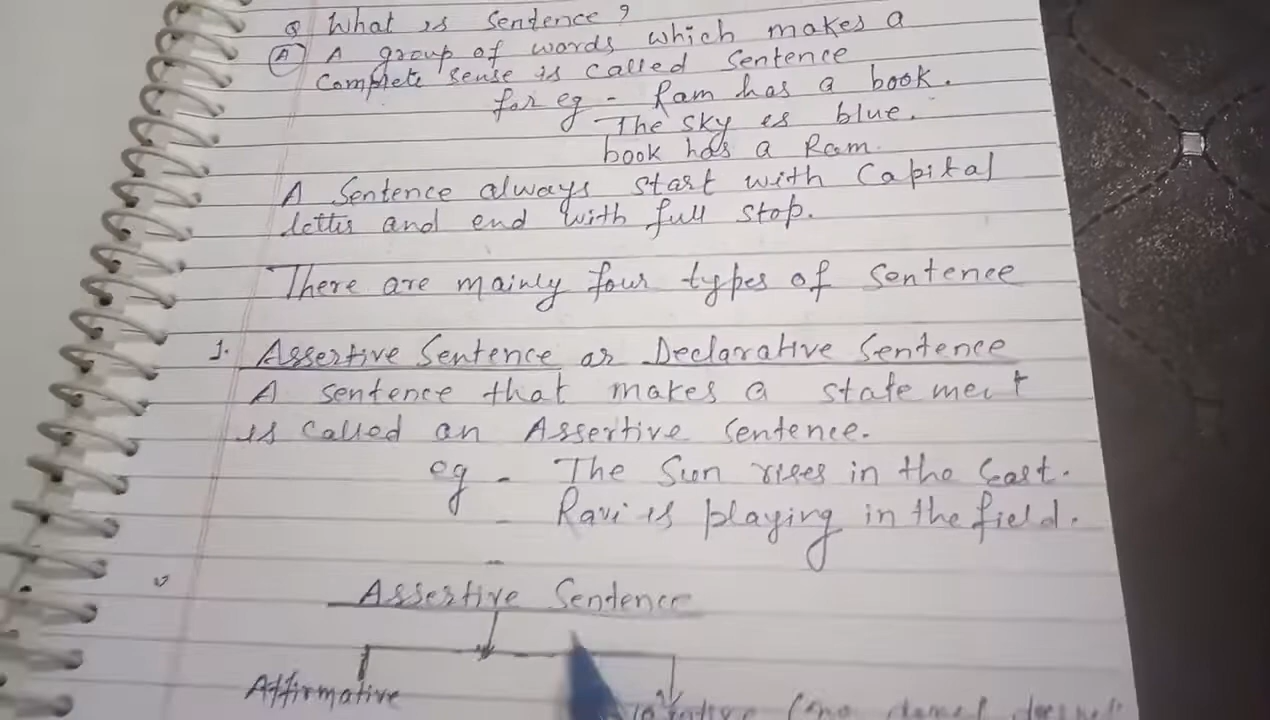 Q What is Sentence?
A A group of words which makes a
Complete sense is called Sentence
for eg - Ram has a book.
The sky is blue.
book has a Ram.
A Sentence always start with Capital
letter and end with full stop.
There are mainly four types of Sentence
1. Assertive Sentence or Declarative Sentence
A sentence that makes a statement
is called an Assertive sentence.
eg - The Sun rises in the East.
- Ravi is playing in the field.
Assertive Sentence
Affirmative